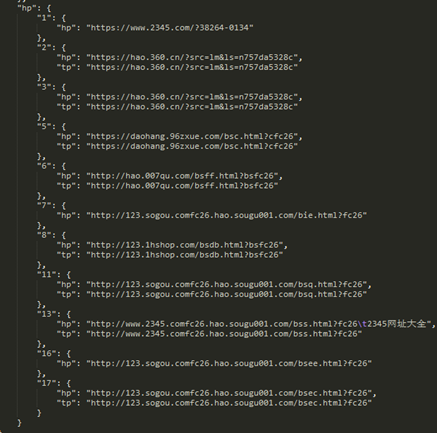 "hp": {
"1": {
"hp": "https://www.2345.com/?38264-0134"
},
"2": {
"hp": "https://hao.360.cn/?src=lm&ls=n757da5328c",
"tp": "https://hao.360.cn/?src=lm&ls=n757da5328c"
},
"3": {
"hp": "https://hao.360.cn/?src=lm&ls=n757da5328c",
"tp": "https://hao.360.cn/?src=lm&ls=n757da5328c"
},
"5": {
"hp": "https://daohang.96zxue.com/bsc.html?cfc26",
"tp": "https://daohang.96zxue.com/bsc.html?cfc26"
},
"6": {
"hp": "http://hao.007qu.com/bsff.html?bsfc26",
"tp": "http://hao.007qu.com/bsff.html?bsfc26"
},
"7": {
"hp": "http://123.sogou.comfc26.hao.sougu001.com/bie.html?fc26"
},
"8": {
"hp": "http://123.1hshop.com/bsdb.html?bsfc26",
"tp": "http://123.1hshop.com/bsdb.html?bsfc26"
},
"11": {
"hp": "http://123.sogou.comfc26.hao.sougu001.com/bsq.html?fc26",
"tp": "http://123.sogou.comfc26.hao.sougu001.com/bsq.html?fc26"
},
"13": {
"hp": "http://www.2345.comfc26.hao.sougu001.com/bss.html?fc26\t2345网址大全",
"tp": "http://www.2345.comfc26.hao.sougu001.com/bss.html?fc26"
},
"16": {
"hp": "http://123.sogou.comfc26.hao.sougu001.com/bsee.html?fc26"
},
"17": {
"hp": "http://123.sogou.comfc26.hao.sougu001.com/bsec.html?fc26",
"tp": "http://123.sogou.comfc26.hao.sougu001.com/bsec.html?fc26"
}
}